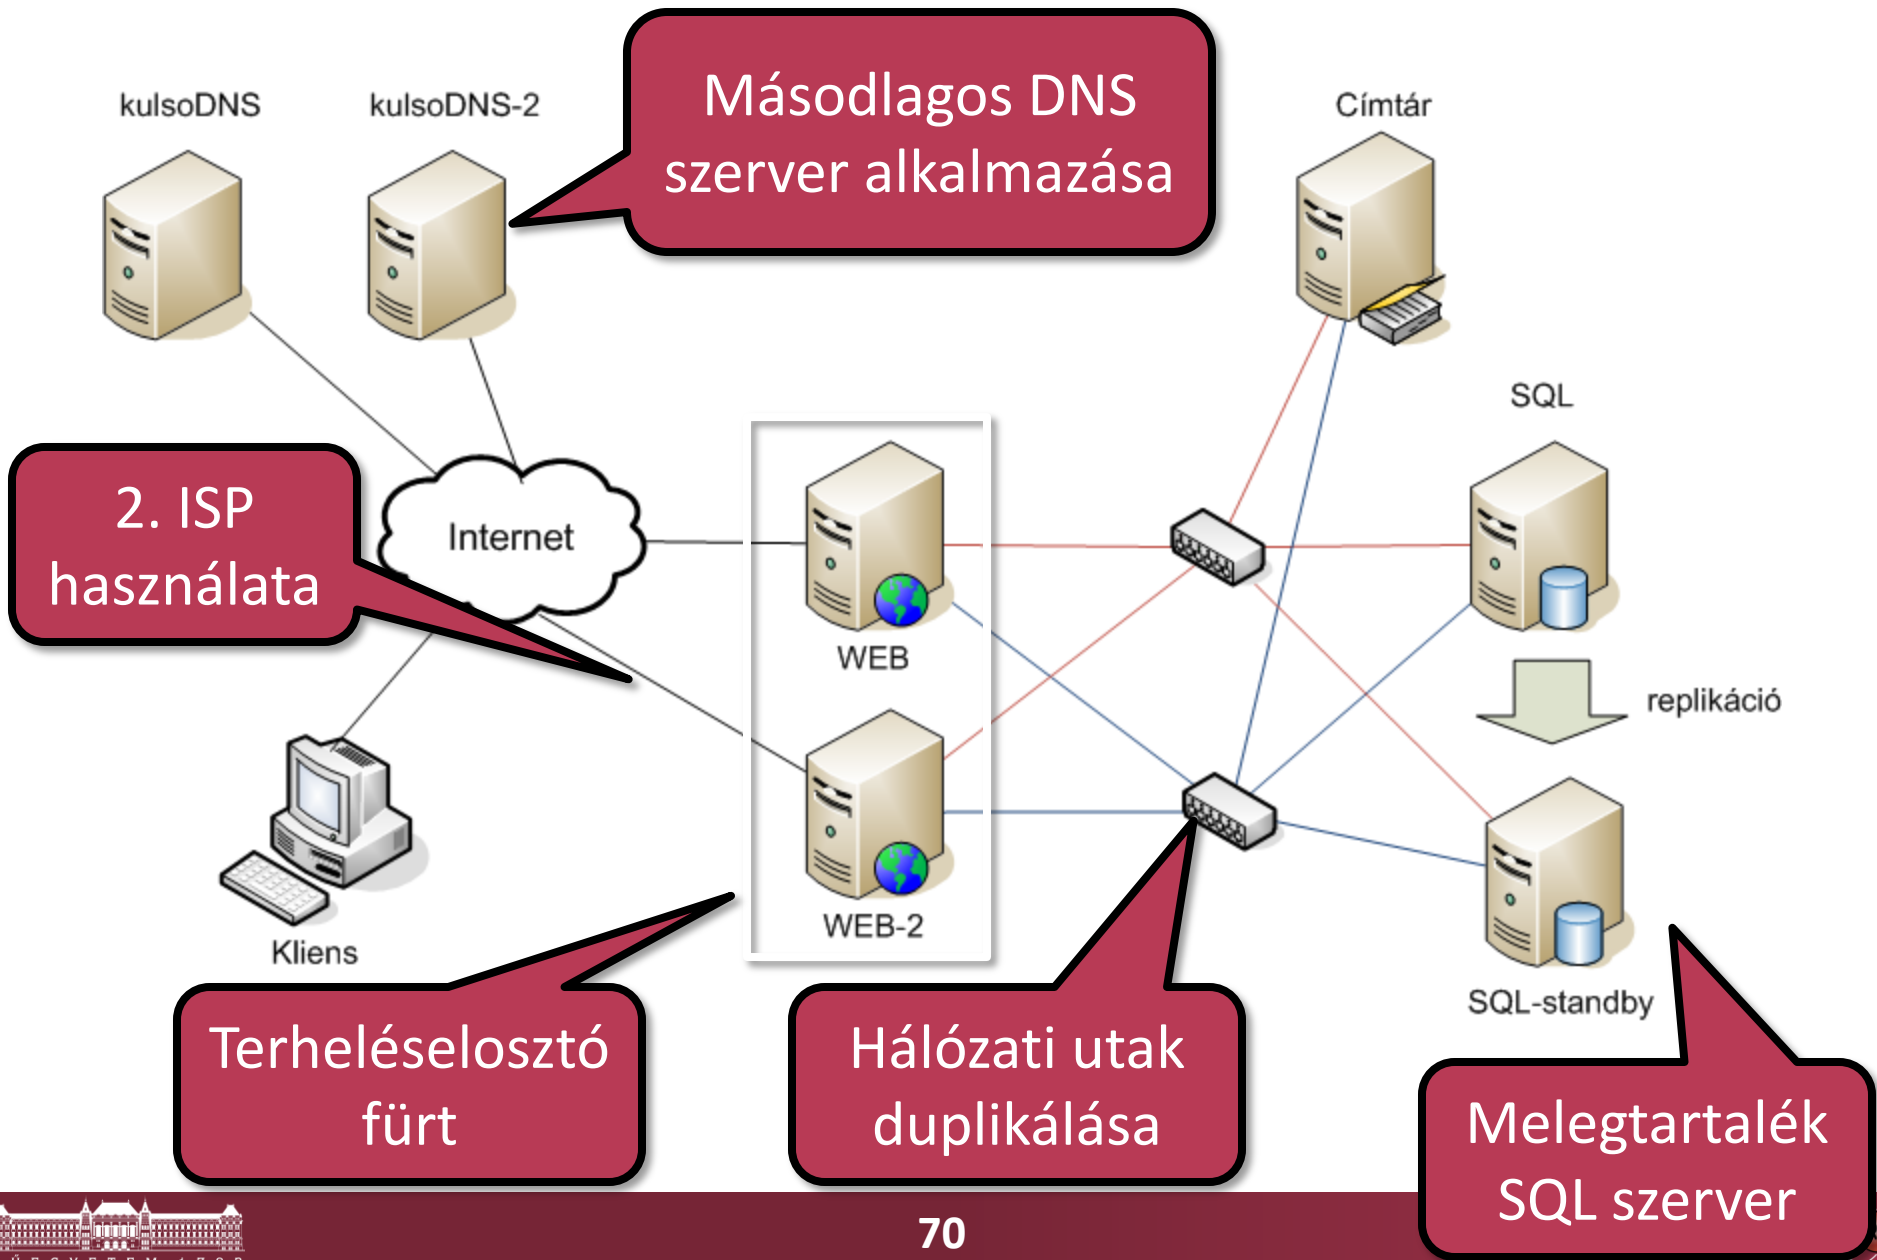 kulsoDNS
kulsoDNS-2
Másodlagos DNS
szerver alkalmazása
Címtár
SQL
2. ISP
használata
Internet
WEB
replikáció
WEB-2
Kliens
SQL-standby
Terheléselosztó
fürt
Hálózati utak
duplikálása
Melegtartalék
SQL szerver
70